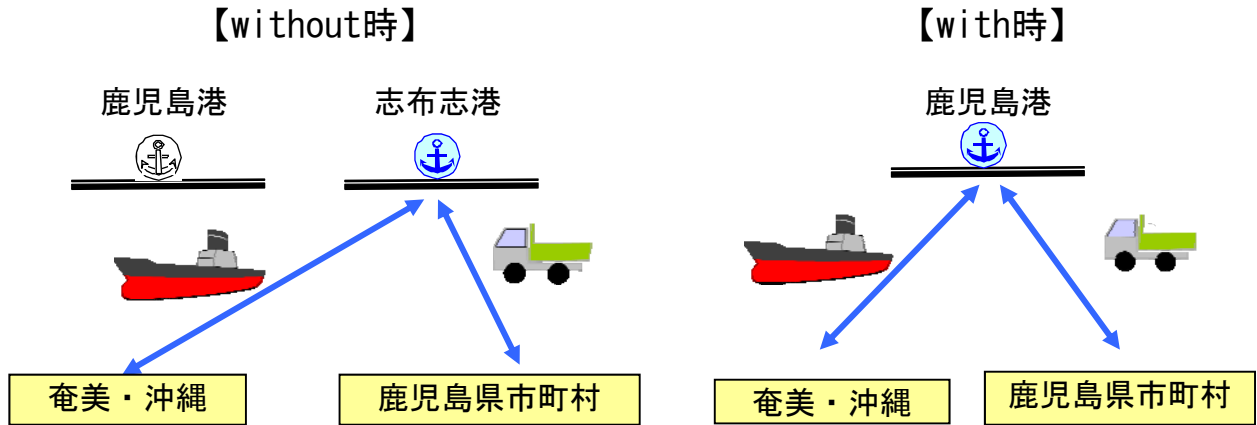 【without時】
鹿児島港
志布志港
奄美・沖縄
鹿児島県市町村
【with時】
鹿児島港
奄美・沖縄
鹿児島県市町村